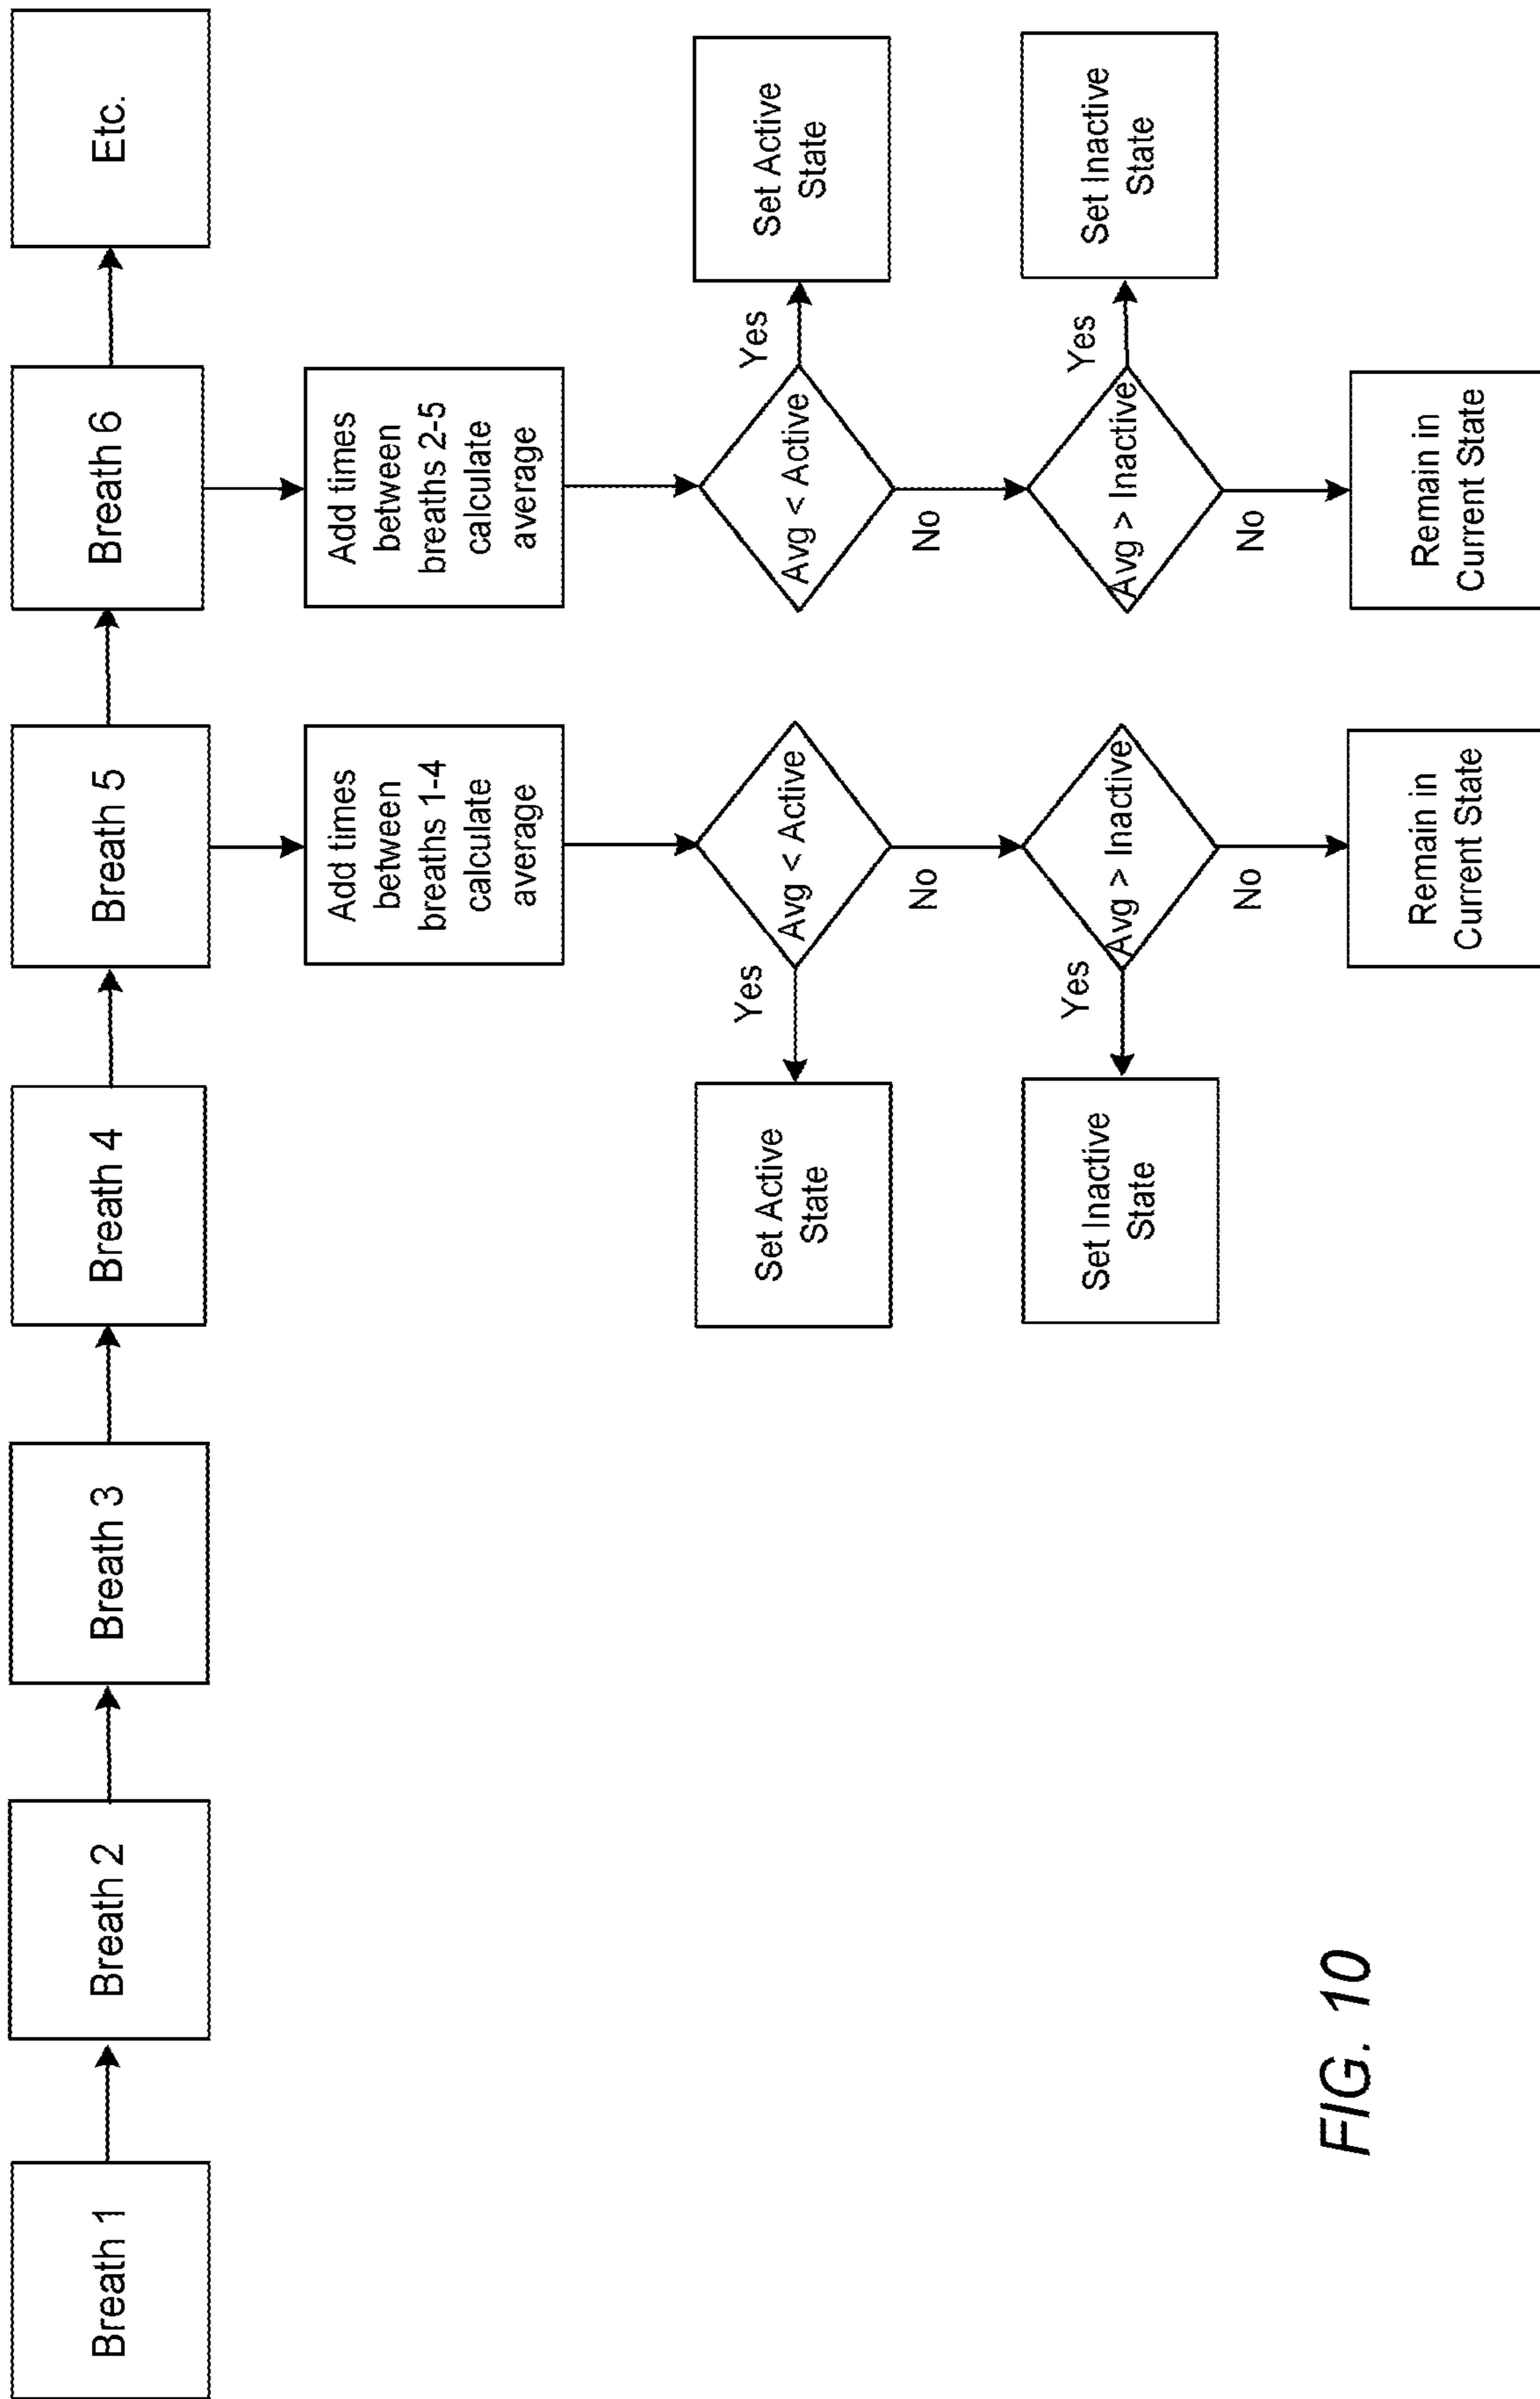 Breath 1
Breath 2
Breath 3
Breath 4
Breath 5
Breath 6
Etc.
Add times
between
breaths 1-4
calculate
average
Add times
between
breaths 2-5
calculate
average
Set Active
State
Yes
Avg < Active
No
Avg < Active
Yes
Set Active
State
No
Set Inactive
State
Yes
Avg > Inactive
No
Avg > Inactive
Yes
Set Inactive
State
No
Remain in
Current State
Remain in
Current State
FIG. 10